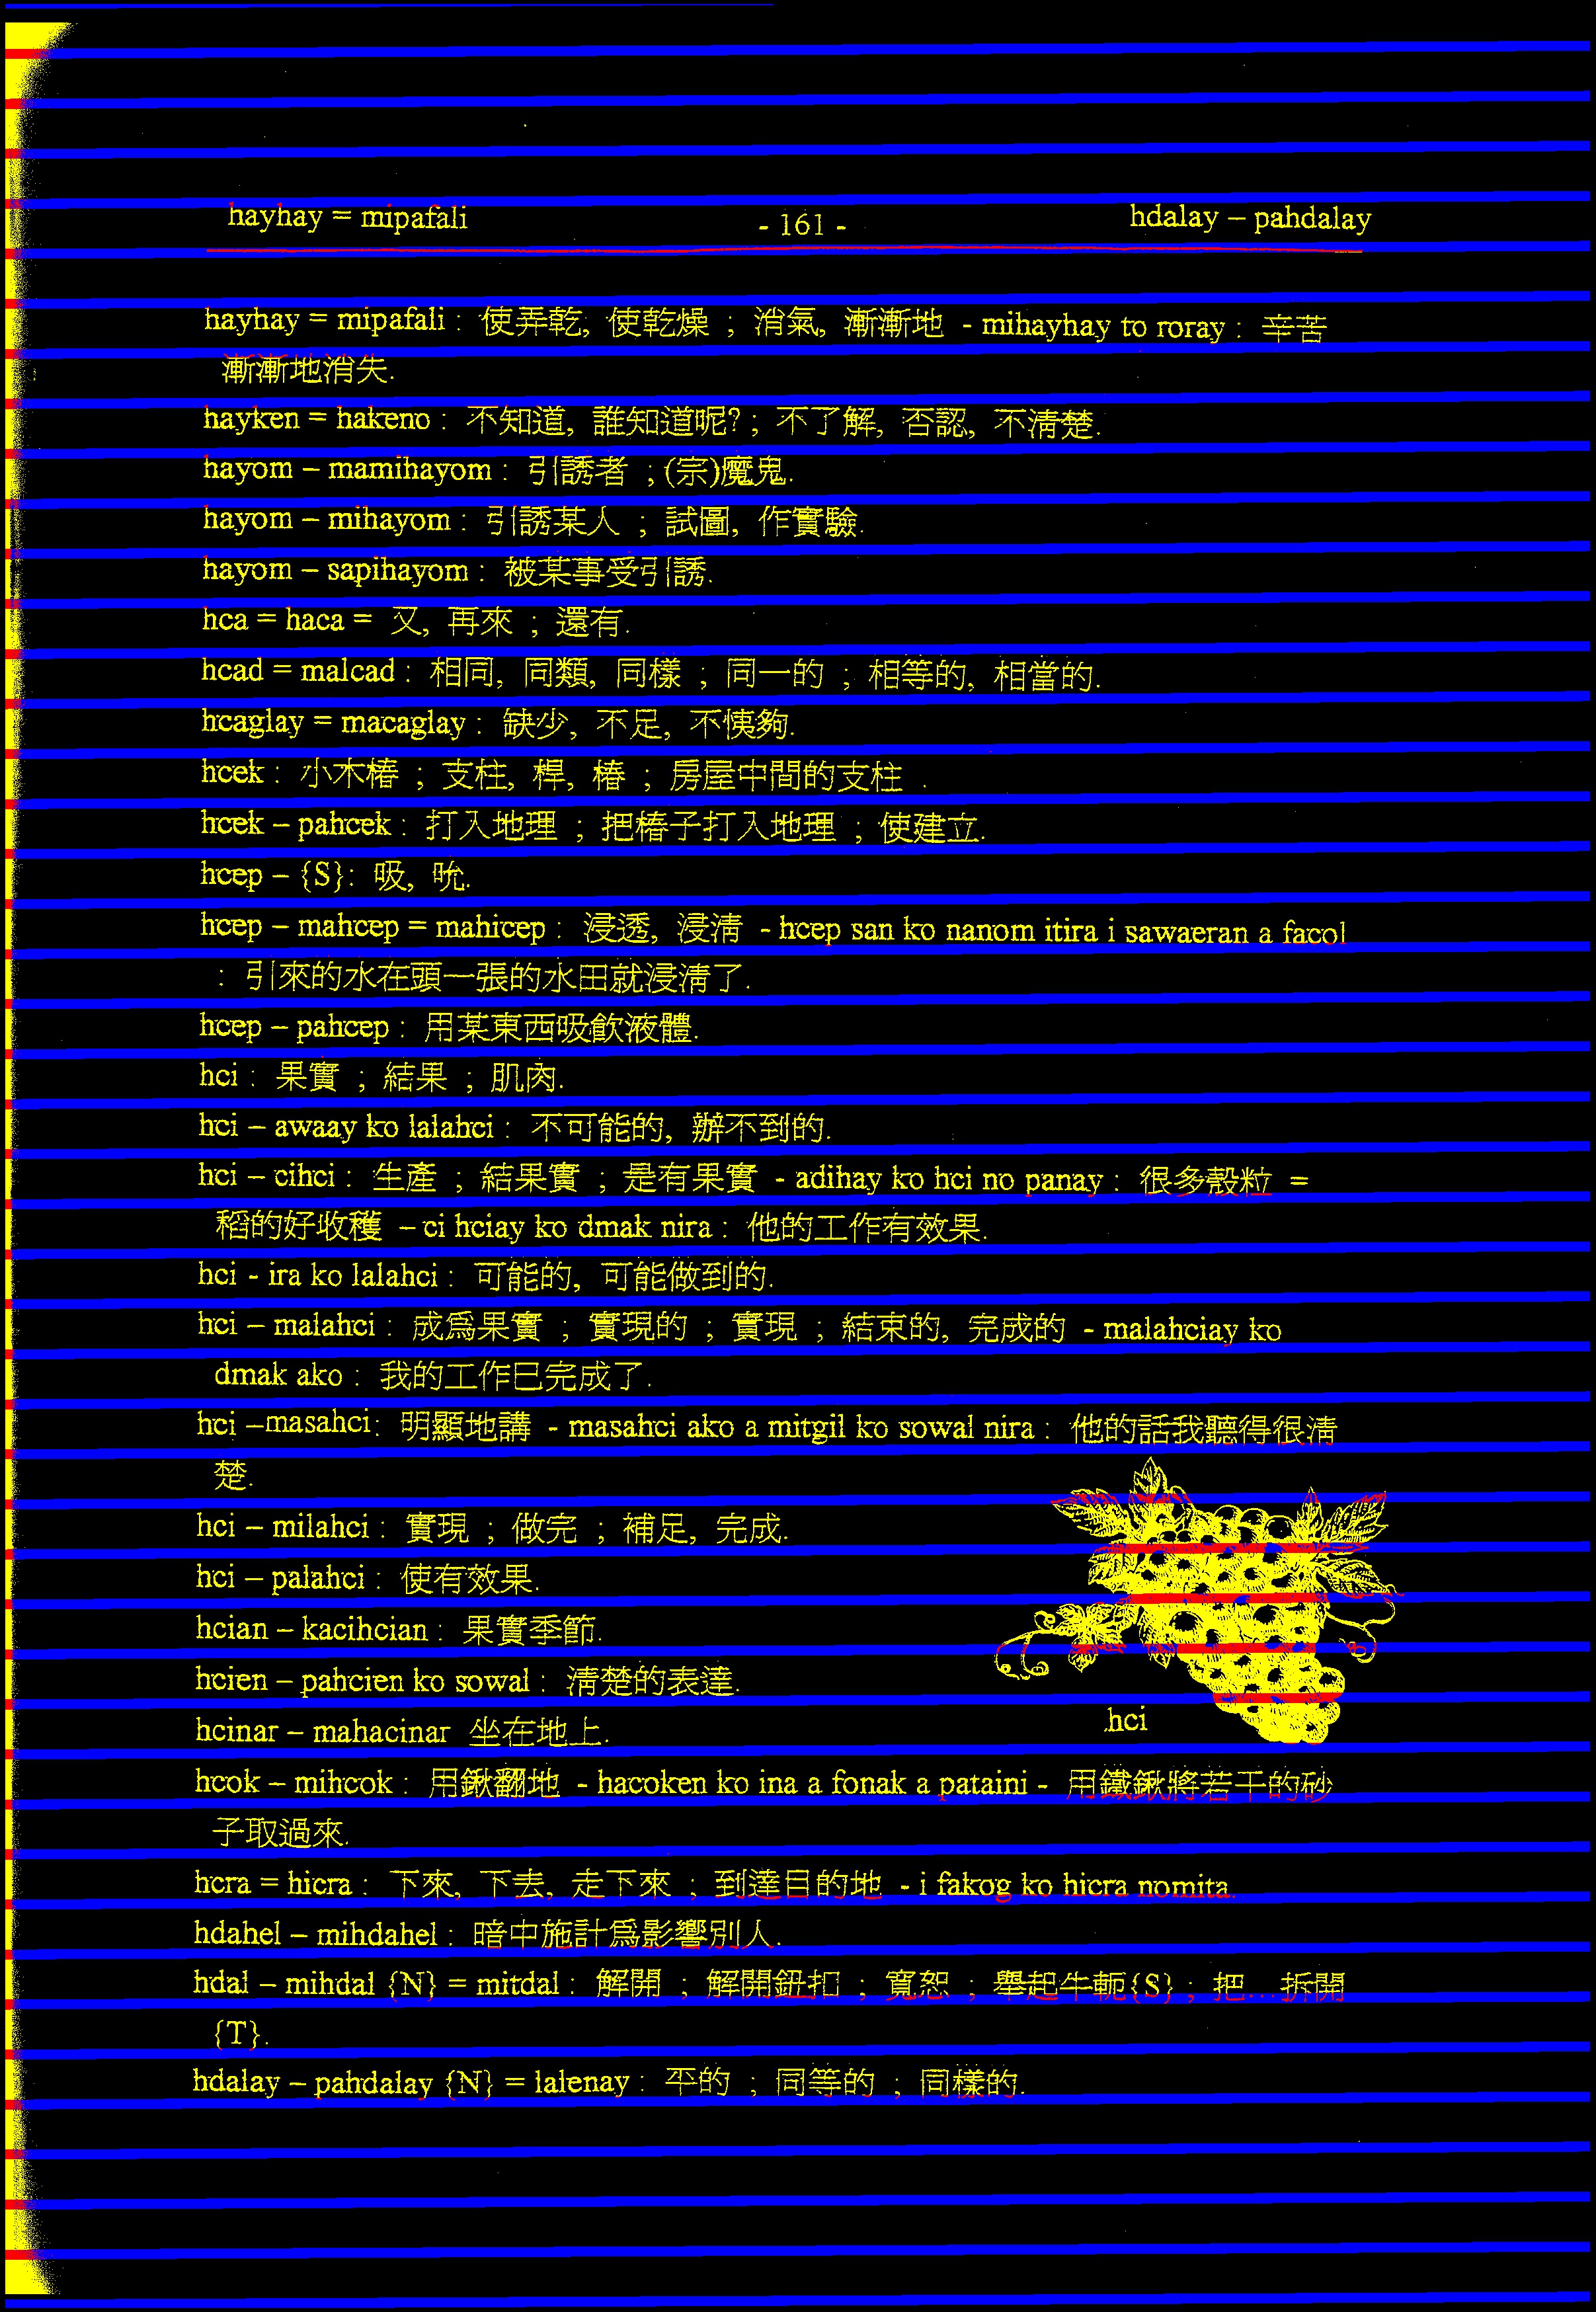 hayhay = mipafali
- 161 -
hdalay – pahdalay
hayhay = mipafali : 使弄乾, 使乾燥 ; 消氣, 漸漸地 - mihayhay to roray : 辛苦
漸漸地消失.
hayken = hakeno : 不知道, 誰知道呢? ; 不了解, 否認, 不清楚.
hayom – mamihayom : 引誘者 ; (宗)魔鬼.
hayom – mihayom : 引誘某人 ; 試圖, 作實驗.
hayom – sapihayom : 被某事受引誘.
hca = haca = 又, 再來 ; 還有.
hcad = malcad : 相同, 同類, 同樣 ; 同一的 ; 相等的, 相當的.
hcaglay = macaglay : 缺少, 不足, 不悇夠.
hcek : 小木樁 ; 支柱, 桿, 樁 ; 房屋中間的支柱 .
hcek – pahcek : 打入地理 ; 把樁子打入地理 ; 使建立.
hcep – {S}: 吸, 吮.
hcep – mahcep = mahicep : 浸透, 浸清 - hcep san ko nanom itira i sawaeran a facol
: 引來的水在頭一張的水田就浸清了.
hcep – pahcep : 用某東西吸飲液體.
hci : 果實 ; 結果 ; 肌肉.
hci – awaay ko lalahci : 不可能的, 辦不到的.
hci – cihci : 生產 ; 結果實 ; 是有果實 - adihay ko hci no panay : 很多殼粒 =
稻的好收穫 – ci hciay ko dmak nira : 他的工作有效果.
hci - ira ko lalahci : 可能的, 可能做到的.
hci – malahci : 成為果實 ; 實現的 ; 實現 ; 結束的, 完成的 - malahciay ko
dmak ako : 我的工作已完成了.
hci –masahci: 明顯地講 - masahci ako a mitgil ko sowal nira : 他的話我聽得很清
楚.
hci – milahci : 實現 ; 做完 ; 補足, 完成.
hci – palahci : 使有效果.
hcian – kacihcian : 果實季節.
hcien – pahcien ko sowal : 清楚的表達.
hcinar – mahacinar 坐在地上.
hci
hcok – mihcok : 用鍬翻地 - hacoken ko ina a fonak a pataini - 用鐵鍬將若干的砂
子取過來.
hcra = hicra : 下來, 下去, 走下來 ; 到達目的地 - i fakog ko hicra nomita.
hdahel – mihdahel : 暗中施計為影響別人.
hdal – mihdal {N} = mitdal : 解開 ; 解開鈕扣 ; 寬恕 ; 舉起牛軛{S} ; 把…拆開
{T}.
hdalay – pahdalay {N} = lalenay : 平的 ; 同等的 ; 同樣的.